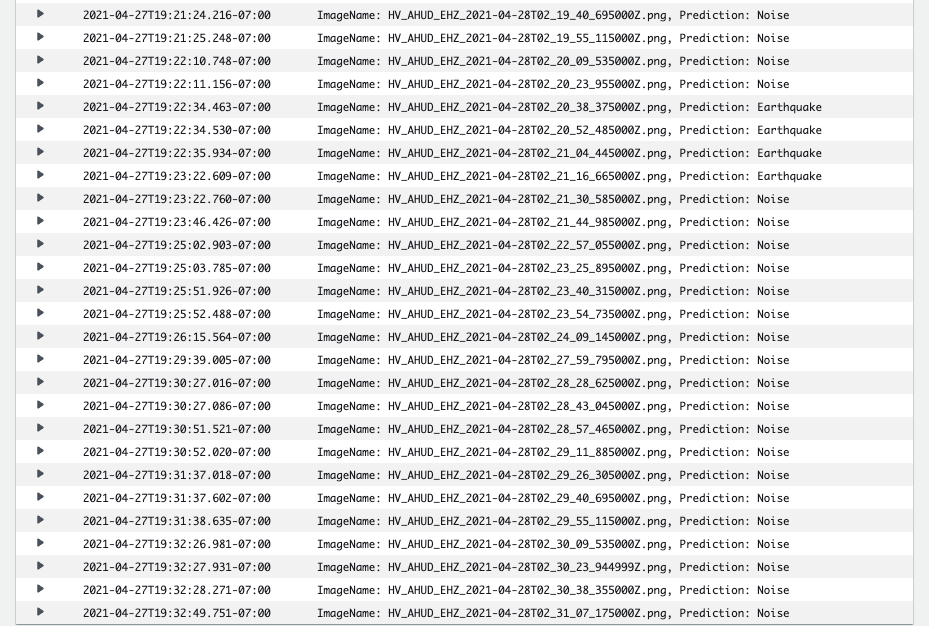 2021-04-27T19:21:24.216-07:00 ImageName: HV_AHUD_EHZ_2021-04-28T02_19_40_695000Z.png, Prediction: Noise
2021-04-27T19:21:25.248-07:00 ImageName: HV_AHUD_EHZ_2021-04-28T02_19_55_115000Z.png, Prediction: Noise
2021-04-27T19:22:10.748-07:00 ImageName: HV_AHUD_EHZ_2021-04-28T02_20_09_535000Z.png, Prediction: Noise
2021-04-27T19:22:11.156-07:00 ImageName: HV_AHUD_EHZ_2021-04-28T02_20_23_955000Z.png, Prediction: Noise
2021-04-27T19:22:34.463-07:00 ImageName: HV_AHUD_EHZ_2021-04-28T02_20_38_375000Z.png, Prediction: Earthquake
2021-04-27T19:22:34.530-07:00 ImageName: HV_AHUD_EHZ_2021-04-28T02_20_52_485000Z.png, Prediction: Earthquake
2021-04-27T19:22:35.934-07:00 ImageName: HV_AHUD_EHZ_2021-04-28T02_21_04_445000Z.png, Prediction: Earthquake
2021-04-27T19:23:22.609-07:00 ImageName: HV_AHUD_EHZ_2021-04-28T02_21_16_665000Z.png, Prediction: Earthquake
2021-04-27T19:23:22.760-07:00 ImageName: HV_AHUD_EHZ_2021-04-28T02_21_30_585000Z.png, Prediction: Noise
2021-04-27T19:23:46.426-07:00 ImageName: HV_AHUD_EHZ_2021-04-28T02_21_44_985000Z.png, Prediction: Noise
2021-04-27T19:25:02.903-07:00 ImageName: HV_AHUD_EHZ_2021-04-28T02_22_57_055000Z.png, Prediction: Noise
2021-04-27T19:25:03.785-07:00 ImageName: HV_AHUD_EHZ_2021-04-28T02_23_25_895000Z.png, Prediction: Noise
2021-04-27T19:25:51.926-07:00 ImageName: HV_AHUD_EHZ_2021-04-28T02_23_40_315000Z.png, Prediction: Noise
2021-04-27T19:25:52.488-07:00 ImageName: HV_AHUD_EHZ_2021-04-28T02_23_54_735000Z.png, Prediction: Noise
2021-04-27T19:26:15.564-07:00 ImageName: HV_AHUD_EHZ_2021-04-28T02_24_09_145000Z.png, Prediction: Noise
2021-04-27T19:29:39.005-07:00 ImageName: HV_AHUD_EHZ_2021-04-28T02_27_59_795000Z.png, Prediction: Noise
2021-04-27T19:30:27.016-07:00 ImageName: HV_AHUD_EHZ_2021-04-28T02_28_28_625000Z.png, Prediction: Noise
2021-04-27T19:30:27.086-07:00 ImageName: HV_AHUD_EHZ_2021-04-28T02_28_43_045000Z.png, Prediction: Noise
2021-04-27T19:30:51.521-07:00 ImageName: HV_AHUD_EHZ_2021-04-28T02_28_57_465000Z.png, Prediction: Noise
2021-04-27T19:30:52.020-07:00 ImageName: HV_AHUD_EHZ_2021-04-28T02_29_11_885000Z.png, Prediction: Noise
2021-04-27T19:31:37.018-07:00 ImageName: HV_AHUD_EHZ_2021-04-28T02_29_26_305000Z.png, Prediction: Noise
2021-04-27T19:31:37.602-07:00 ImageName: HV_AHUD_EHZ_2021-04-28T02_29_40_695000Z.png, Prediction: Noise
2021-04-27T19:31:38.635-07:00 ImageName: HV_AHUD_EHZ_2021-04-28T02_29_55_115000Z.png, Prediction: Noise
2021-04-27T19:32:26.981-07:00 ImageName: HV_AHUD_EHZ_2021-04-28T02_30_09_535000Z.png, Prediction: Noise
2021-04-27T19:32:27.931-07:00 ImageName: HV_AHUD_EHZ_2021-04-28T02_30_23_944999Z.png, Prediction: Noise
2021-04-27T19:32:28.271-07:00 ImageName: HV_AHUD_EHZ_2021-04-28T02_30_38_355000Z.png, Prediction: Noise
2021-04-27T19:32:49.751-07:00 ImageName: HV_AHUD_EHZ_2021-04-28T02_31_07_175000Z.png, Prediction: Noise